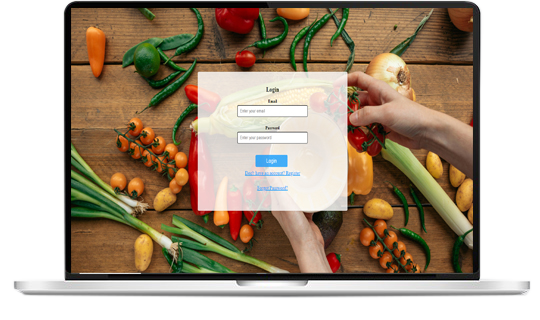 Login
Email
Enter your email
Password
Enter your password
Login
Don't have an account? Register
Forgot Password?